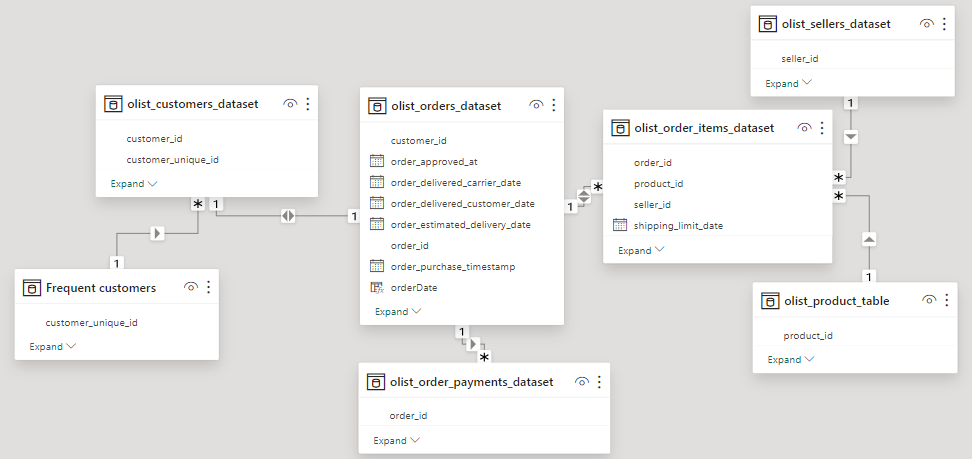 olist_sellers_dataset
seller_id
Expand
olist_customers_dataset
customer_id
customer_unique_id
Expand
olist_orders_dataset
customer_id
order_approved_at
order_delivered_carrier_date
order_delivered_customer_date
order_estimated_delivery_date
order_id
order_purchase_timestamp
orderDate
Expand
olist_order_items_dataset
order_id
product_id
seller_id
shipping_limit_date
Expand
1
*
*
1
1
1
*
*
1
1
1
*
Frequent customers
customer_unique_id
Expand
olist_product_table
product_id
Expand
olist_order_payments_dataset
order_id
Expand